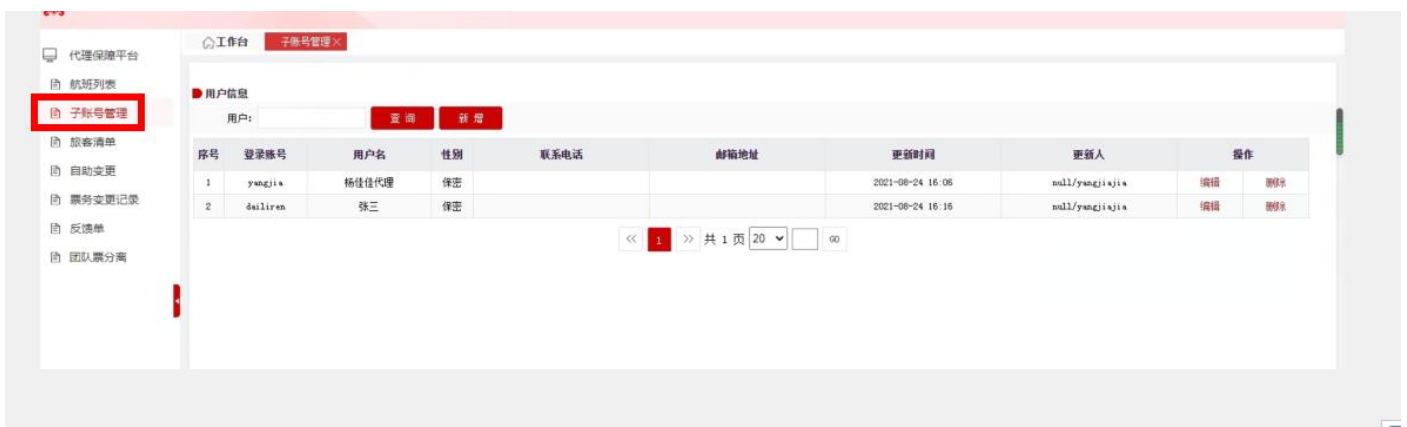 代理保障平台
航班列表
子账号管理
旅客清单
自助变更
票务变更记录
反馈单
团队票分离
工作台 子账号管理×
用户信息
用户: 查询 新增
序号 登录账号 用户名 性别 联系电话 邮箱地址 更新时间 更新人 操作
1 yangjia 杨佳佳代理 保密 2021-08-24 16:06 null/yangjiajia 编辑 删除
2 dailiren 张三 保密 2021-08-24 16:16 null/yangjiajia 编辑 删除
<< 1 >> 共 1 页 20 GO